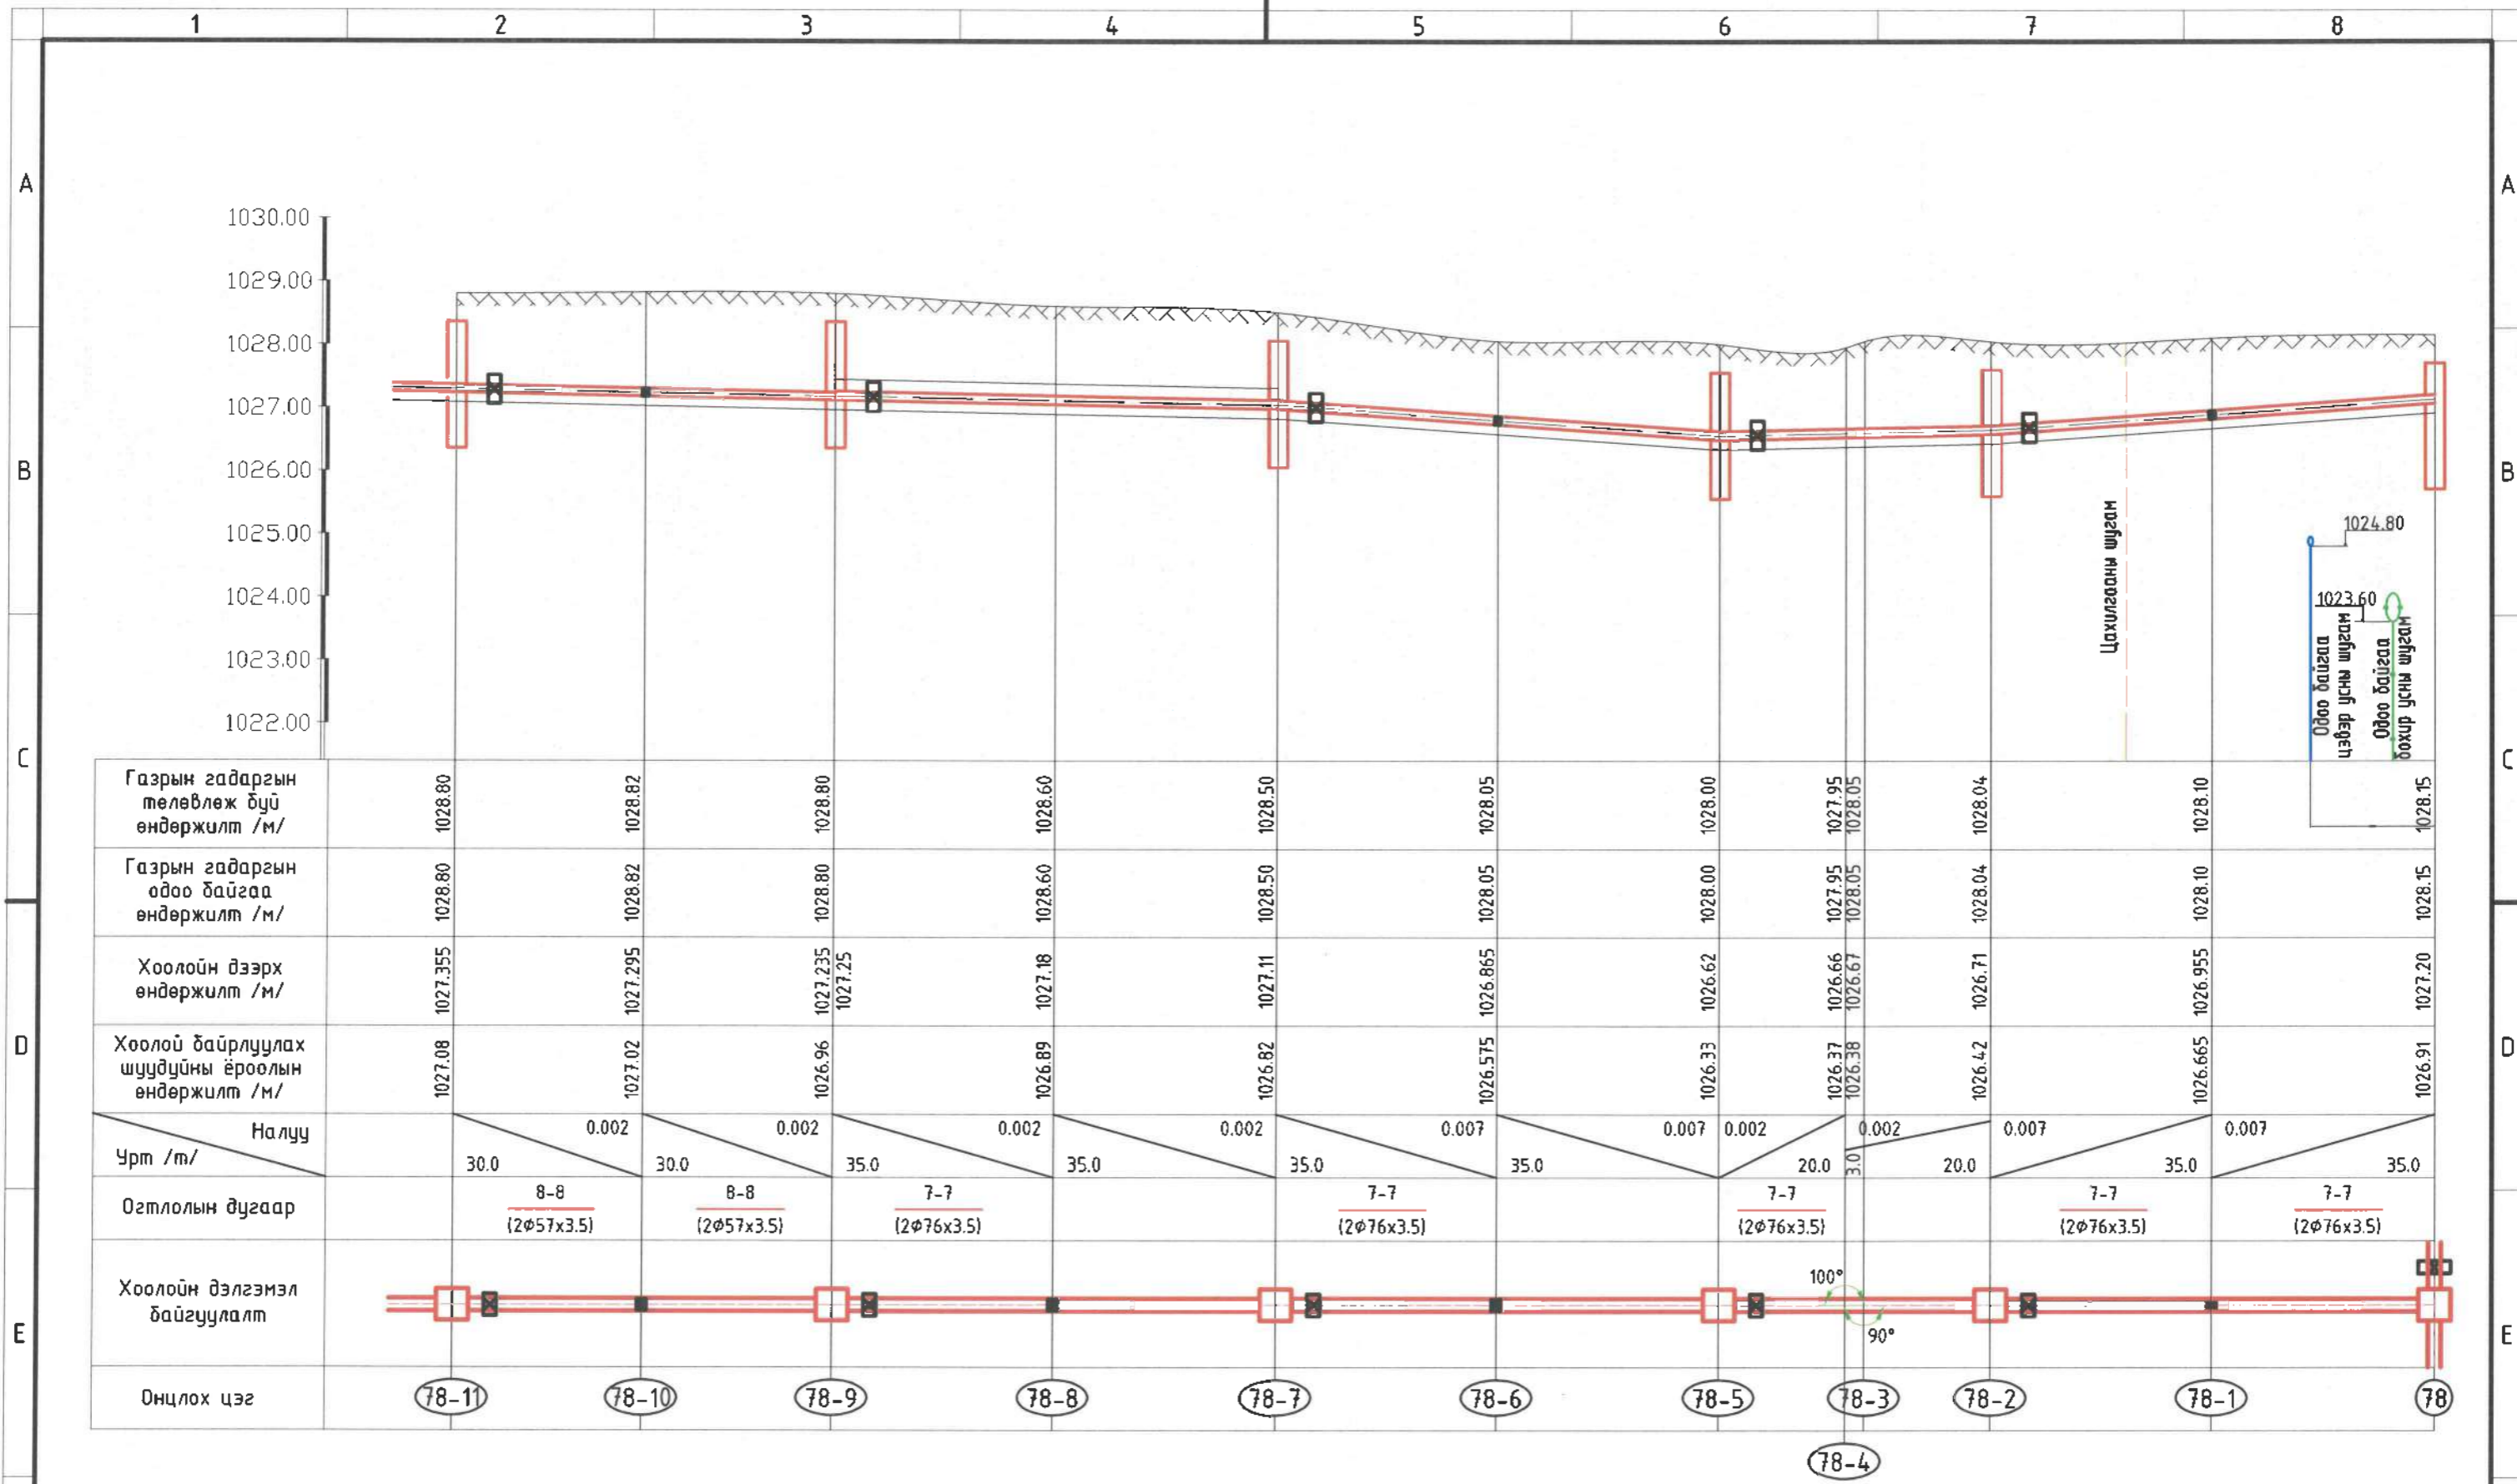 1 2 3 4 5 6 7 8
A
B
C
D
E
A
B
C
D
E
1030.00
1029.00
1028.00
1027.00
1026.00
1025.00
1024.00
1023.00
1022.00
Цахилгааны шугам
1024.80
1023.60
Одоо байгаа
цэвэр усны шугам
Одоо байгаа
бохир усны шугам
Газрын гадаргын
төлөвлөж буй
өндөржилт /м/
1028.80 1028.82 1028.80 1028.60 1028.50 1028.05 1028.00 1027.95 1028.05 1028.04 1028.10 1028.15
Газрын гадаргын
одоо байгаа
өндөржилт /м/
1028.80 1028.82 1028.80 1028.60 1028.50 1028.05 1028.00 1027.95 1028.05 1028.04 1028.10 1028.15
Хоолойн дээрх
өндөржилт /м/
1027.355 1027.295 1027.235 1027.25 1027.18 1027.11 1026.865 1026.62 1026.66 1026.67 1026.71 1026.955 1027.20
Хоолой байрлуулах
шуудуйны ёроолын
өндөржилт /м/
1027.08 1027.02 1026.96 1026.89 1026.82 1026.575 1026.33 1026.37 1026.38 1026.42 1026.665 1026.91
Налуу
0.002 0.002 0.002 0.002 0.007 0.007 0.002 0.002 0.007 0.007
Урт /m/
30.0 30.0 35.0 35.0 35.0 35.0 20.0 3.0 20.0 35.0 35.0
Огтлолын дугаар
8-8 8-8 7-7 7-7 7-7 7-7 7-7
(2Ф57x3.5) (2Ф57x3.5) (2Ф76x3.5) (2Ф76x3.5) (2Ф76x3.5) (2Ф76x3.5) (2Ф76x3.5)
Хоолойн дэлгэмэл
байгуулалт
100°
90°
Онцлох цэг
78-11 78-10 78-9 78-8 78-7 78-6 78-5 78-3 78-2 78-1 78
78-4